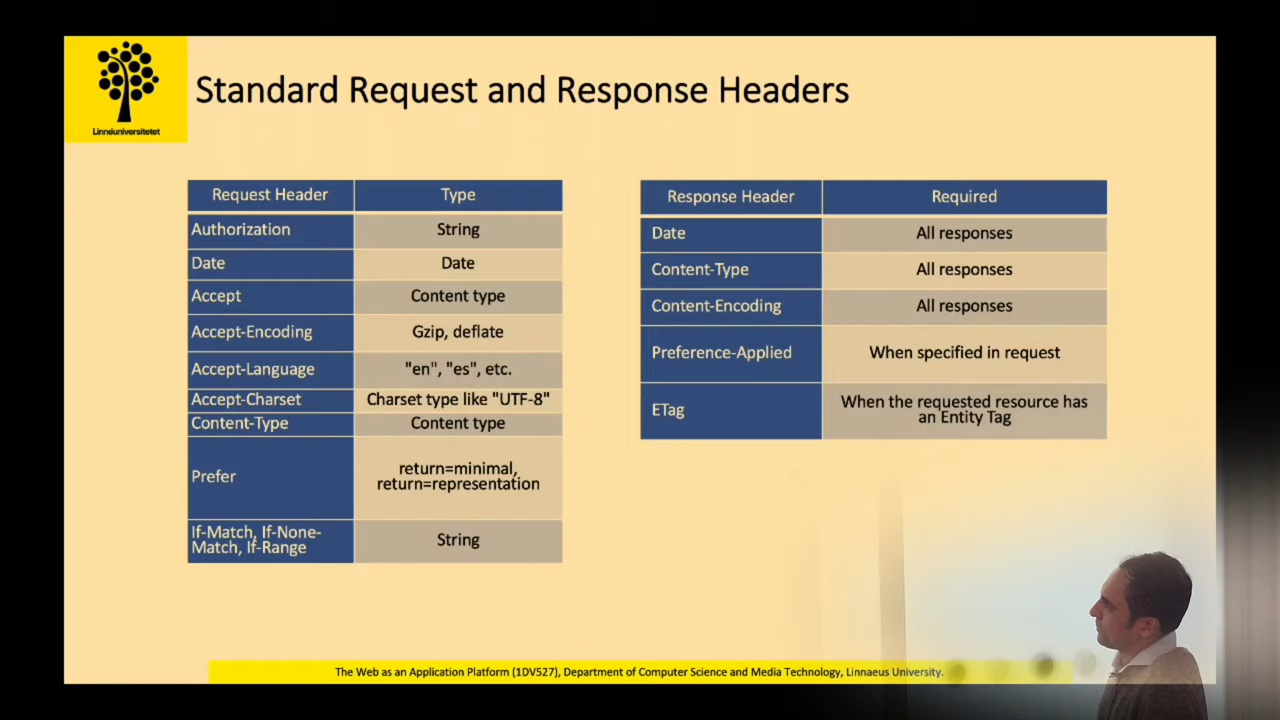 Linnéuniversitetet
Standard Request and Response Headers
Request Header Type
Authorization String
Date Date
Accept Content type
Accept-Encoding Gzip, deflate
Accept-Language "en", "es", etc.
Accept-Charset Charset type like "UTF-8"
Content-Type Content type
Prefer return=minimal,
return=representation
If-Match, If-None-
Match, If-Range String
Response Header Required
Date All responses
Content-Type All responses
Content-Encoding All responses
Preference-Applied When specified in request
ETag When the requested resource has
an Entity Tag
The Web as an Application Platform (1DV527), Department of Computer Science and Media Technology, Linnaeus University.